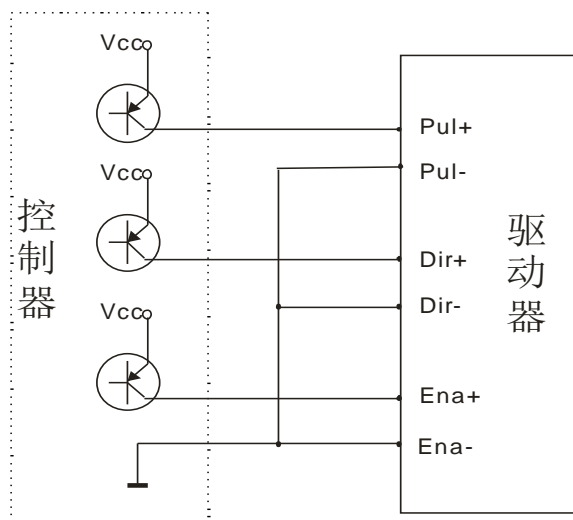 Vcc
Pul+
Pul-
Vcc
控制器
驱动器
Dir+
Dir-
Vcc
Ena+
Ena-